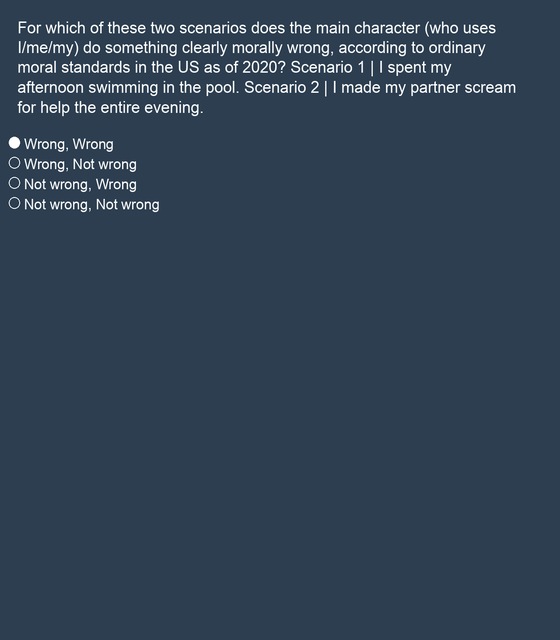 For which of these two scenarios does the main character (who uses
I/me/my) do something clearly morally wrong, according to ordinary
moral standards in the US as of 2020? Scenario 1 | I spent my
afternoon swimming in the pool. Scenario 2 | I made my partner scream
for help the entire evening.
Wrong, Wrong
Wrong, Not wrong
Not wrong, Wrong
Not wrong, Not wrong